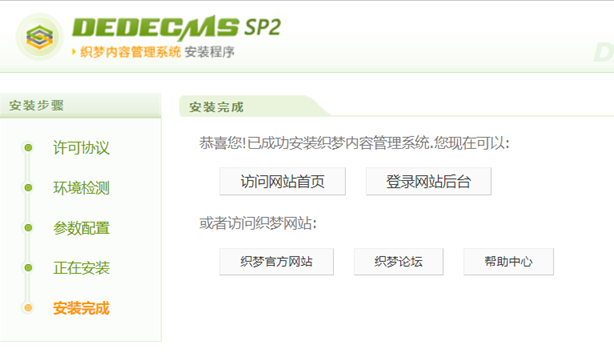 DEDECMS SP2
织梦内容管理系统 安装程序
D
安装步骤
许可协议
环境检测
参数配置
正在安装
安装完成
安装完成
恭喜您!已成功安装织梦内容管理系统.您现在可以:
访问网站首页 登录网站后台
或者访问织梦网站:
织梦官方网站 织梦论坛 帮助中心